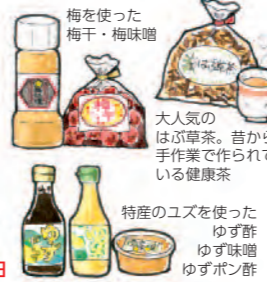 梅を使った
梅干・梅味噌
大人気の
はぶ草茶。昔から
手作業で作られて
いる健康茶
特産のユズを使った
ゆず酢
ゆず味噌
ゆずポン酢